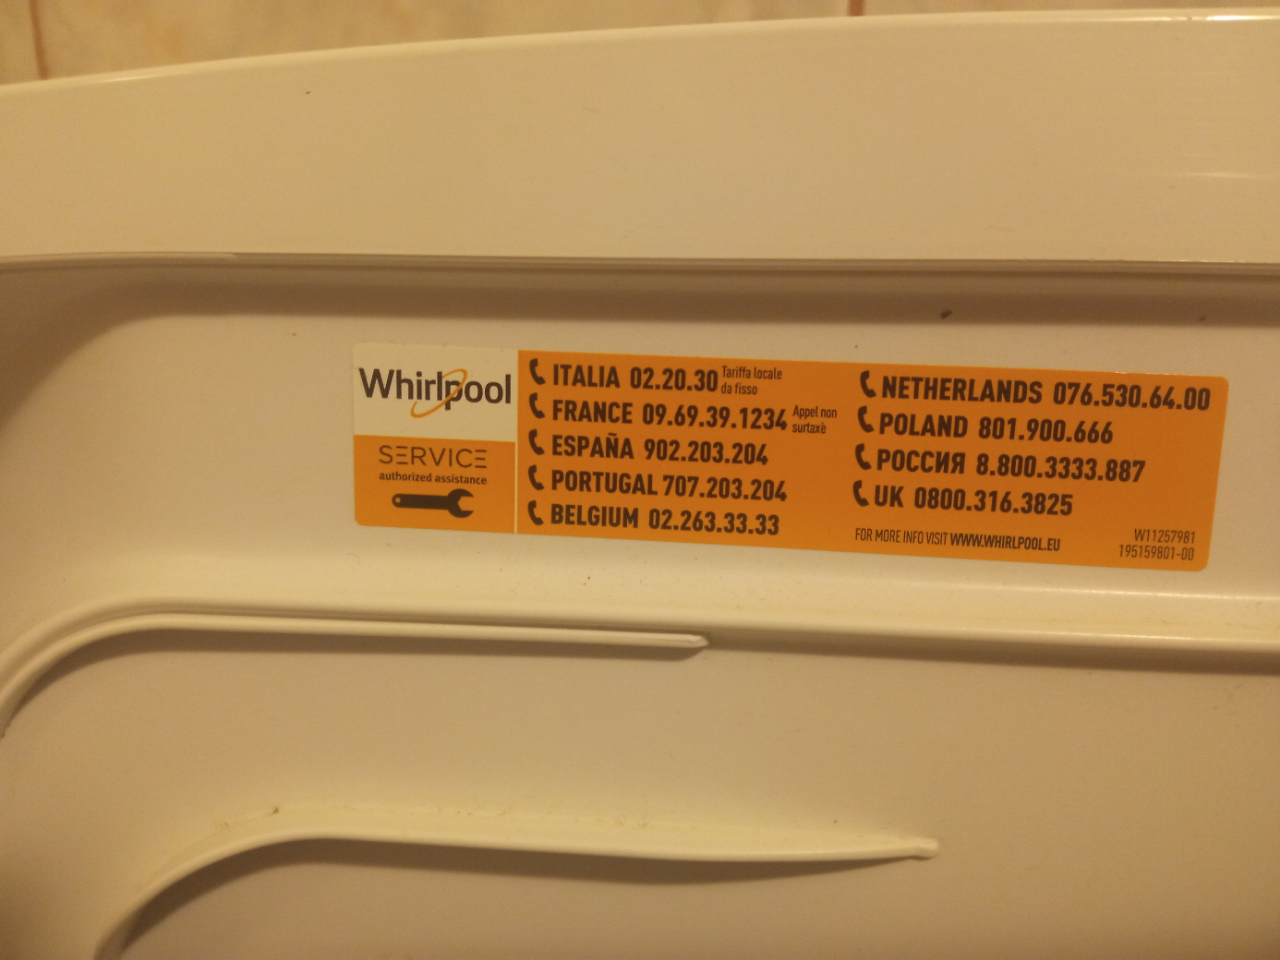 Whirlpool
SERVICE
authorized assistance
ITALIA 02.20.30 Tariffa locale
da fisso
FRANCE 09.69.39.1234 Appel non
surtaxè
ESPAÑA 902.203.204
PORTUGAL 707.203.204
BELGIUM 02.263.33.33
NETHERLANDS 076.530.64.00
POLAND 801.900.666
РОССИЯ 8.800.3333.887
UK 0800.316.3825
FOR MORE INFO VISIT WWW.WHIRLPOOL.EU
W11257981
195159801-00